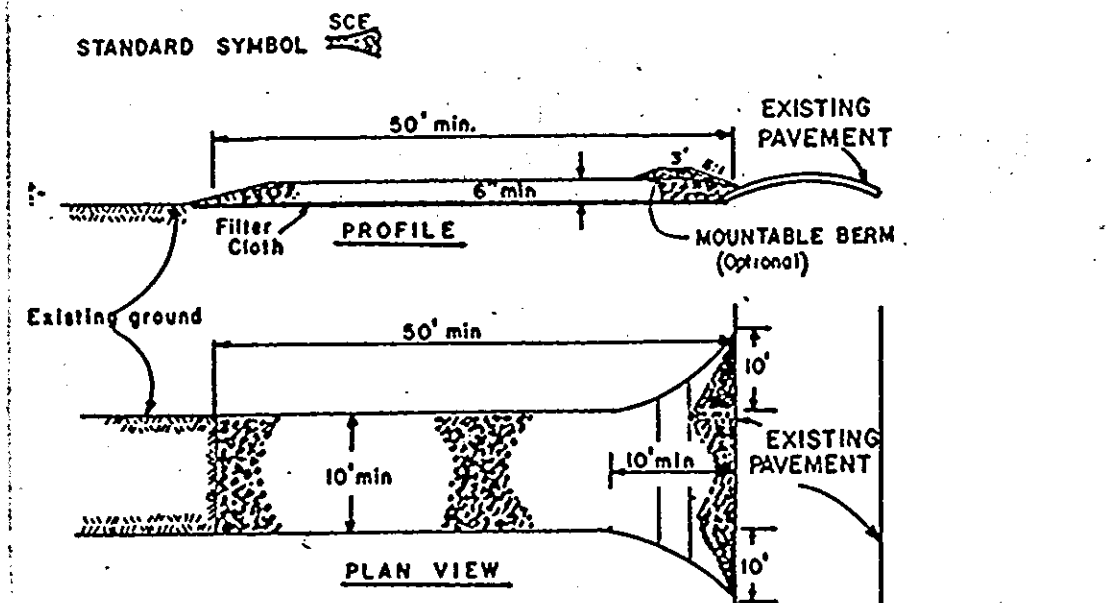 SCE
STANDARD SYMBOL
50' min.
EXISTING
PAVEMENT
3'
6" min
Filter
Cloth
PROFILE
MOUNTABLE BERM
(Optional)
Existing ground
50' min
10'
EXISTING
PAVEMENT
10' min
10' min
10'
PLAN VIEW